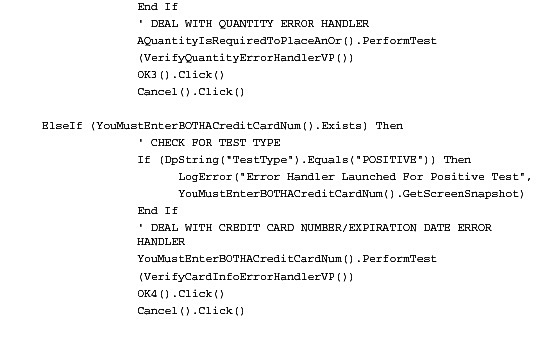 End If
' DEAL WITH QUANTITY ERROR HANDLER
AQuantityIsRequiredToPlaceAnOr().PerformTest
(VerifyQuantityErrorHandlerVP())
OK3().Click()
Cancel().Click()
ElseIf (YouMustEnterBOTHACreditCardNum().Exists) Then
' CHECK FOR TEST TYPE
If (DpString("TestType").Equals("POSITIVE")) Then
LogError("Error Handler Launched For Positive Test",
YouMustEnterBOTHACreditCardNum().GetScreenSnapshot)
End If
' DEAL WITH CREDIT CARD NUMBER/EXPIRATION DATE ERROR
HANDLER
YouMustEnterBOTHACreditCardNum().PerformTest
(VerifyCardInfoErrorHandlerVP())
OK4().Click()
Cancel().Click()